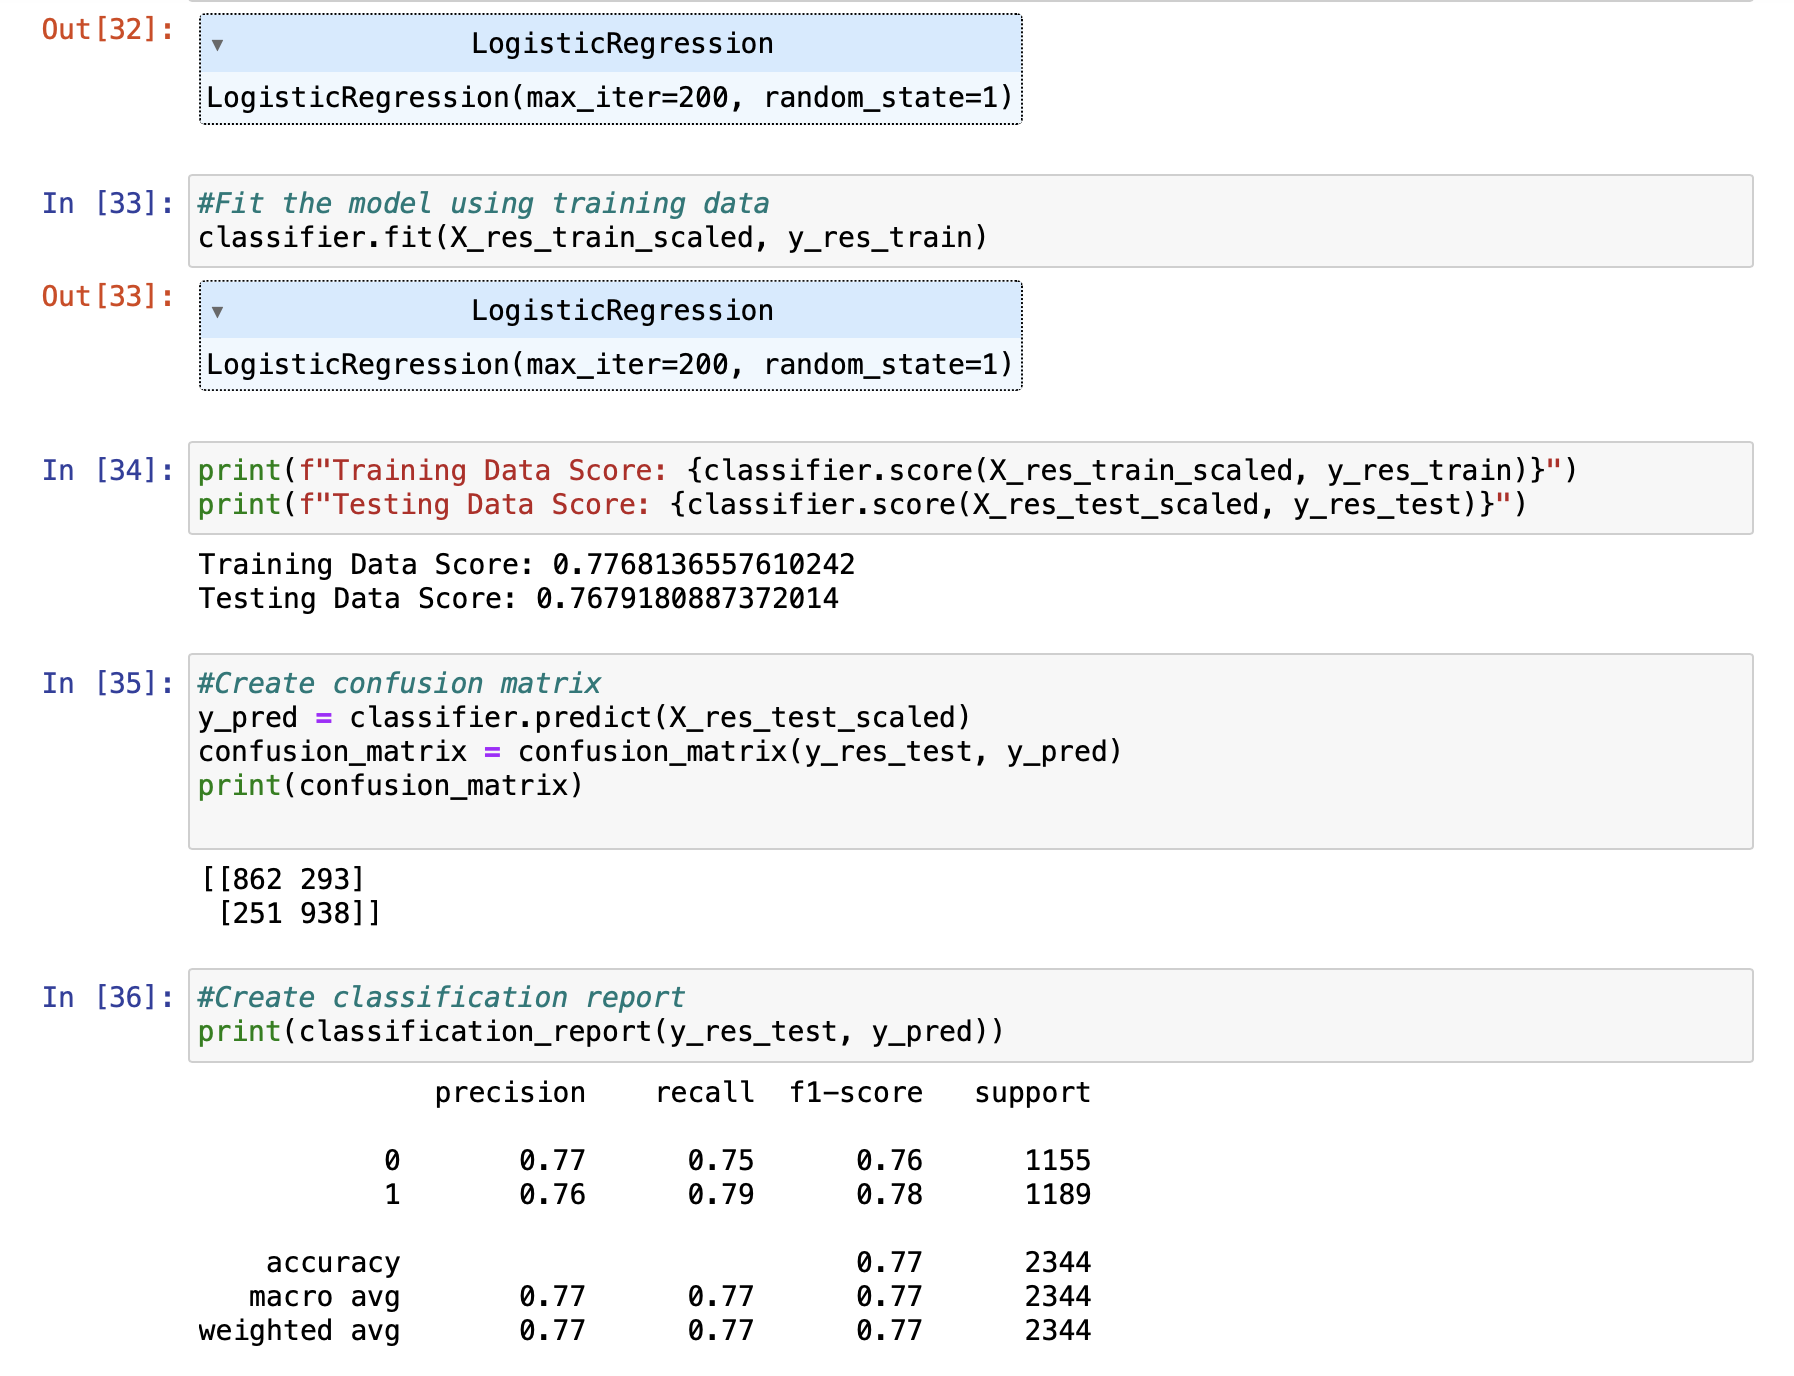 Out[32]:
▾ LogisticRegression
LogisticRegression(max_iter=200, random_state=1)
In [33]:
#Fit the model using training data
classifier.fit(X_res_train_scaled, y_res_train)
Out[33]:
▾ LogisticRegression
LogisticRegression(max_iter=200, random_state=1)
In [34]:
print(f"Training Data Score: {classifier.score(X_res_train_scaled, y_res_train)}")
print(f"Testing Data Score: {classifier.score(X_res_test_scaled, y_res_test)}")
Training Data Score: 0.7768136557610242
Testing Data Score: 0.7679180887372014
In [35]:
#Create confusion matrix
y_pred = classifier.predict(X_res_test_scaled)
confusion_matrix = confusion_matrix(y_res_test, y_pred)
print(confusion_matrix)
[[862 293]
[251 938]]
In [36]:
#Create classification report
print(classification_report(y_res_test, y_pred))
precision recall f1-score support
0 0.77 0.75 0.76 1155
1 0.76 0.79 0.78 1189
accuracy 0.77 2344
macro avg 0.77 0.77 0.77 2344
weighted avg 0.77 0.77 0.77 2344